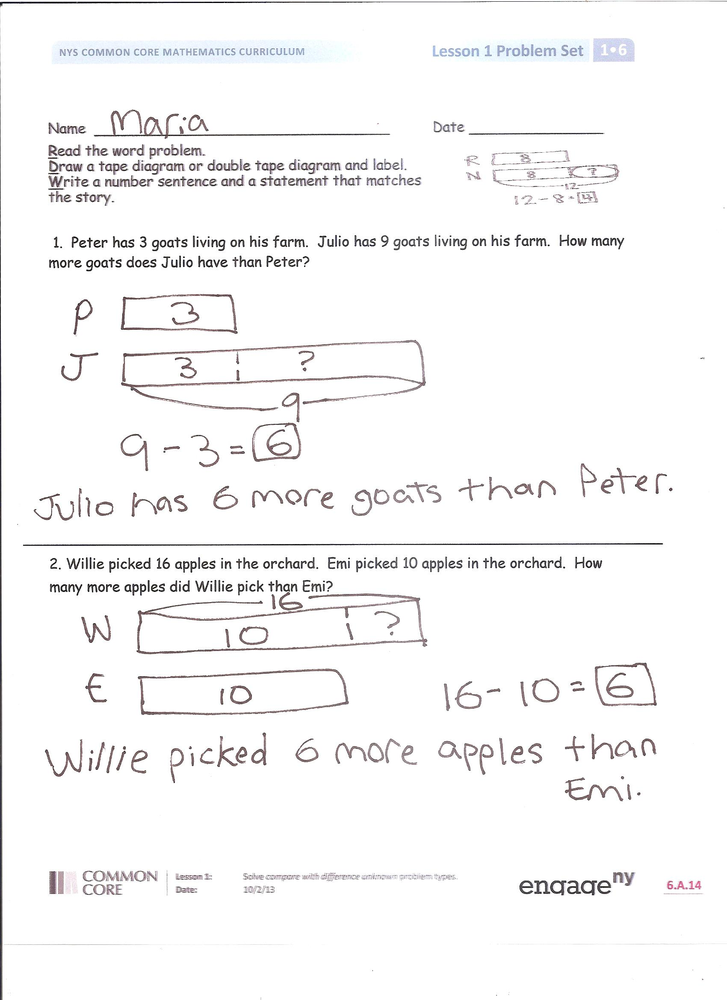 NYS COMMON CORE MATHEMATICS CURRICULUM
Lesson 1 Problem Set 1•6
Name Maria
Date
Read the word problem.
Draw a tape diagram or double tape diagram and label.
Write a number sentence and a statement that matches
the story.
R 8
N 8 ?
12
12 - 8 = 4
1. Peter has 3 goats living on his farm. Julio has 9 goats living on his farm. How many
more goats does Julio have than Peter?
P 3
J 3 ?
9
9 - 3 = 6
Julio has 6 more goats than Peter.
2. Willie picked 16 apples in the orchard. Emi picked 10 apples in the orchard. How
many more apples did Willie pick than Emi?
16
W 10 ?
E 10
16 - 10 = 6
Willie picked 6 more apples than
Emi.
COMMON
CORE
Lesson 1: Solve compare with difference unknown problem types.
Date: 10/2/13
engage ny
6.A.14